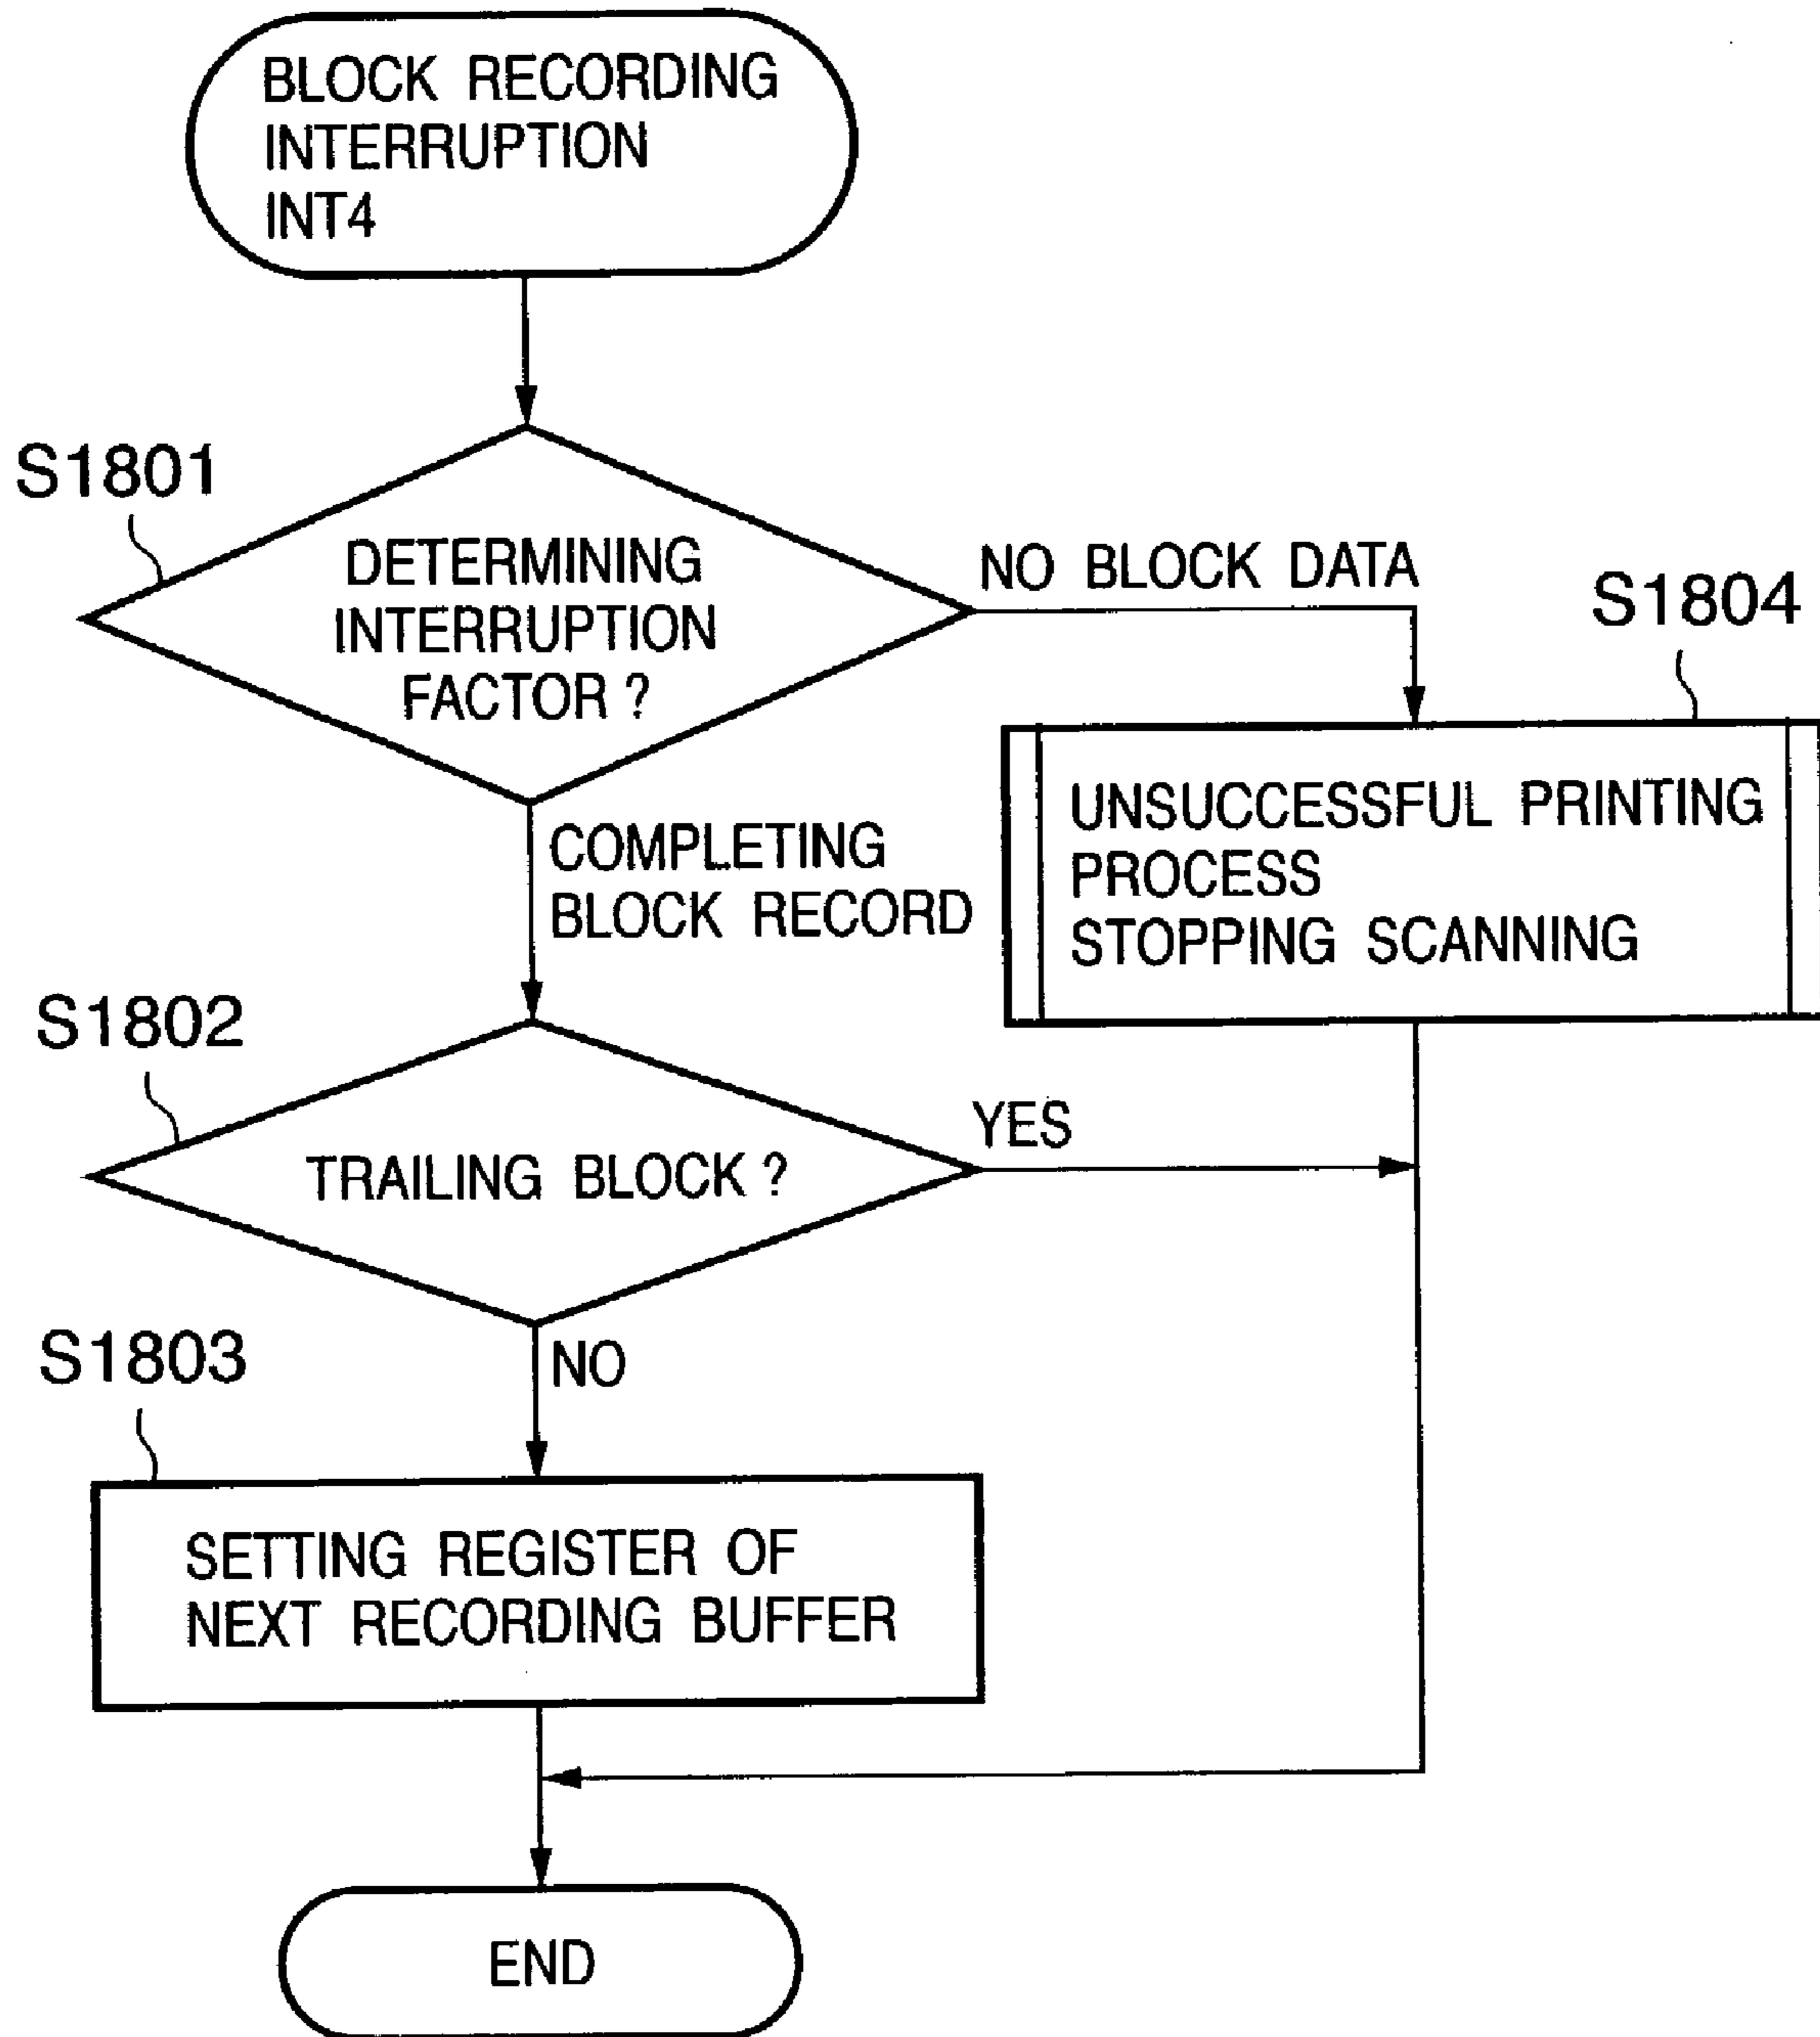 BLOCK RECORDING
INTERRUPTION
INT4
S1801
DETERMINING
INTERRUPTION
FACTOR ?
NO BLOCK DATA
S1804
UNSUCCESSFUL PRINTING
PROCESS
STOPPING SCANNING
COMPLETING
BLOCK RECORD
S1802
TRAILING BLOCK ?
YES
NO
S1803
SETTING REGISTER OF
NEXT RECORDING BUFFER
END